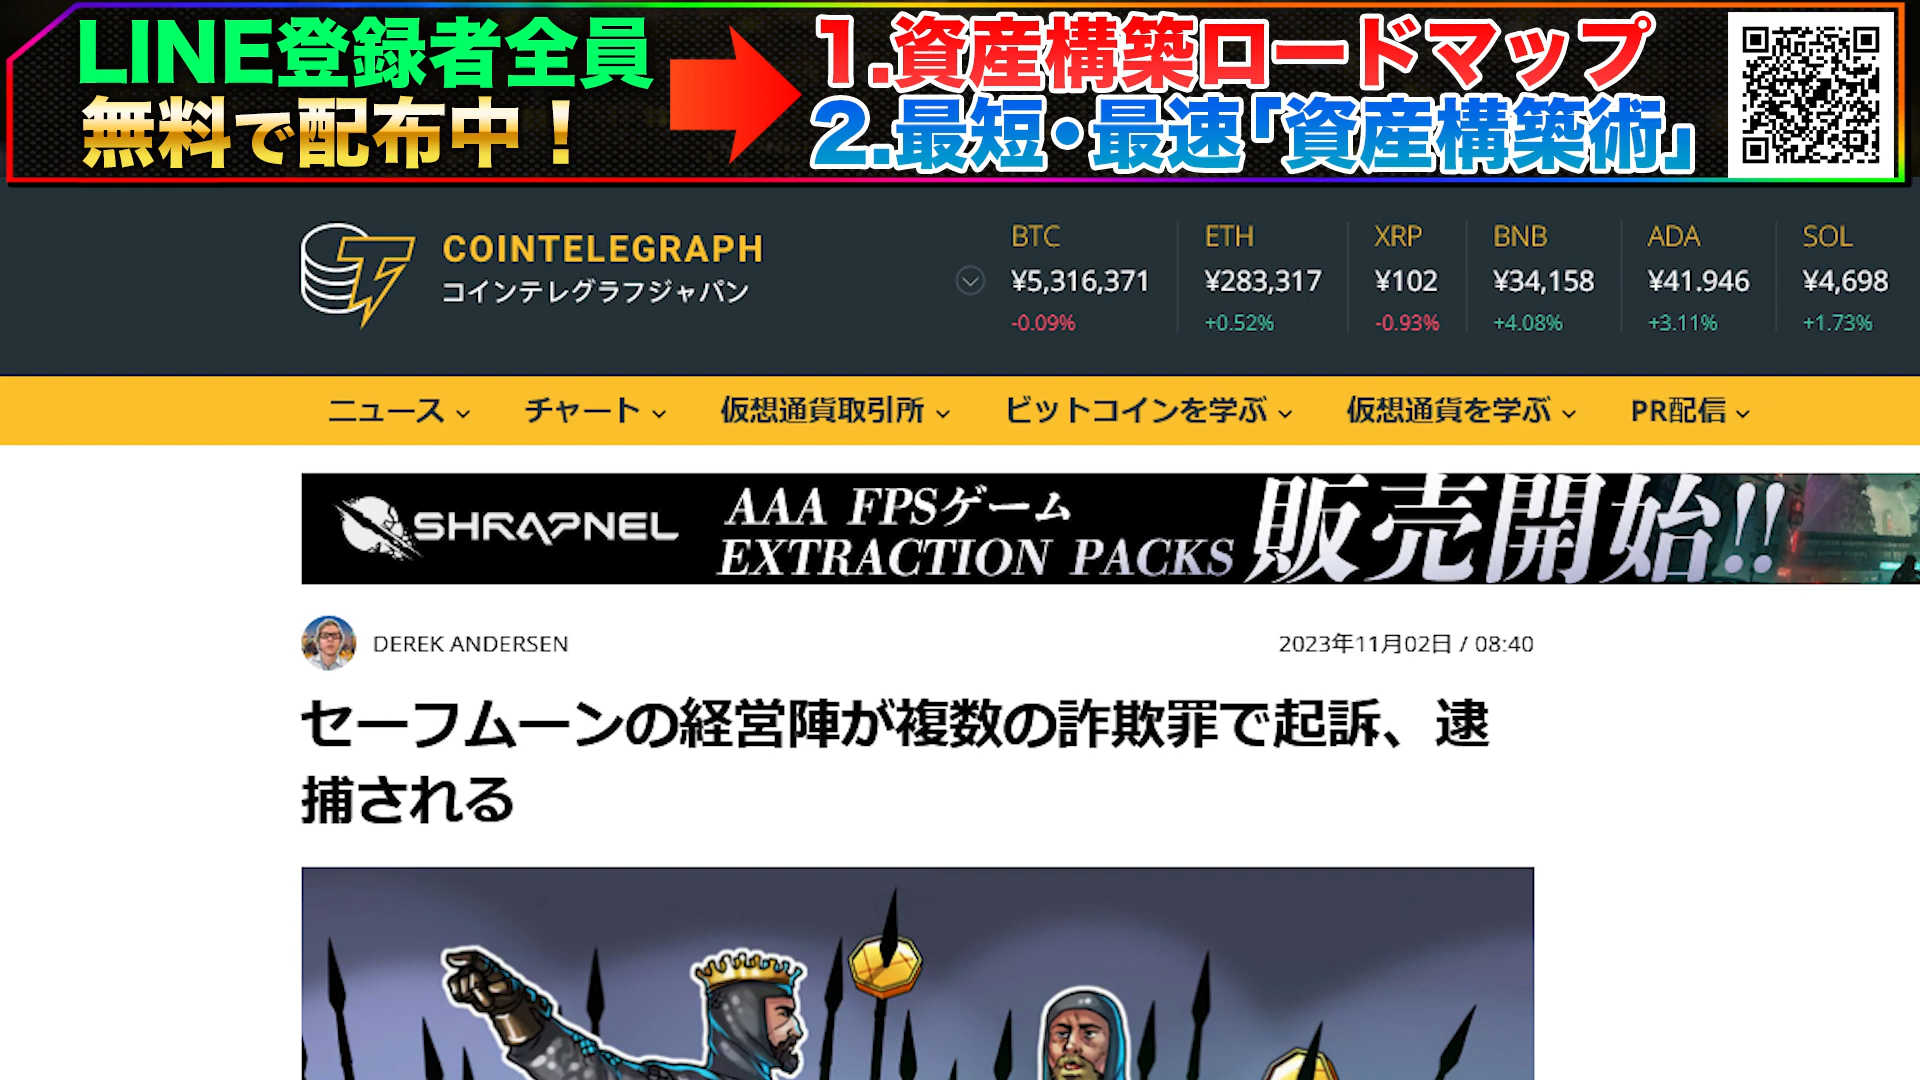 LINE登録者全員
無料で配布中！
1.資産構築ロードマップ
2.最短・最速「資産構築術」
COINTELEGRAPH
コインテレグラフジャパン
BTC
¥5,316,371
-0.09%
ETH
¥283,317
+0.52%
XRP
¥102
-0.93%
BNB
¥34,158
+4.08%
ADA
¥41.946
+3.11%
SOL
¥4,698
+1.73%
ニュース
チャート
仮想通貨取引所
ビットコインを学ぶ
仮想通貨を学ぶ
PR配信
SHRAPNEL
AAA FPSゲーム
EXTRACTION PACKS
販売開始!!
DEREK ANDERSEN
2023年11月02日 / 08:40
セーフムーンの経営陣が複数の詐欺罪で起訴、逮
捕される